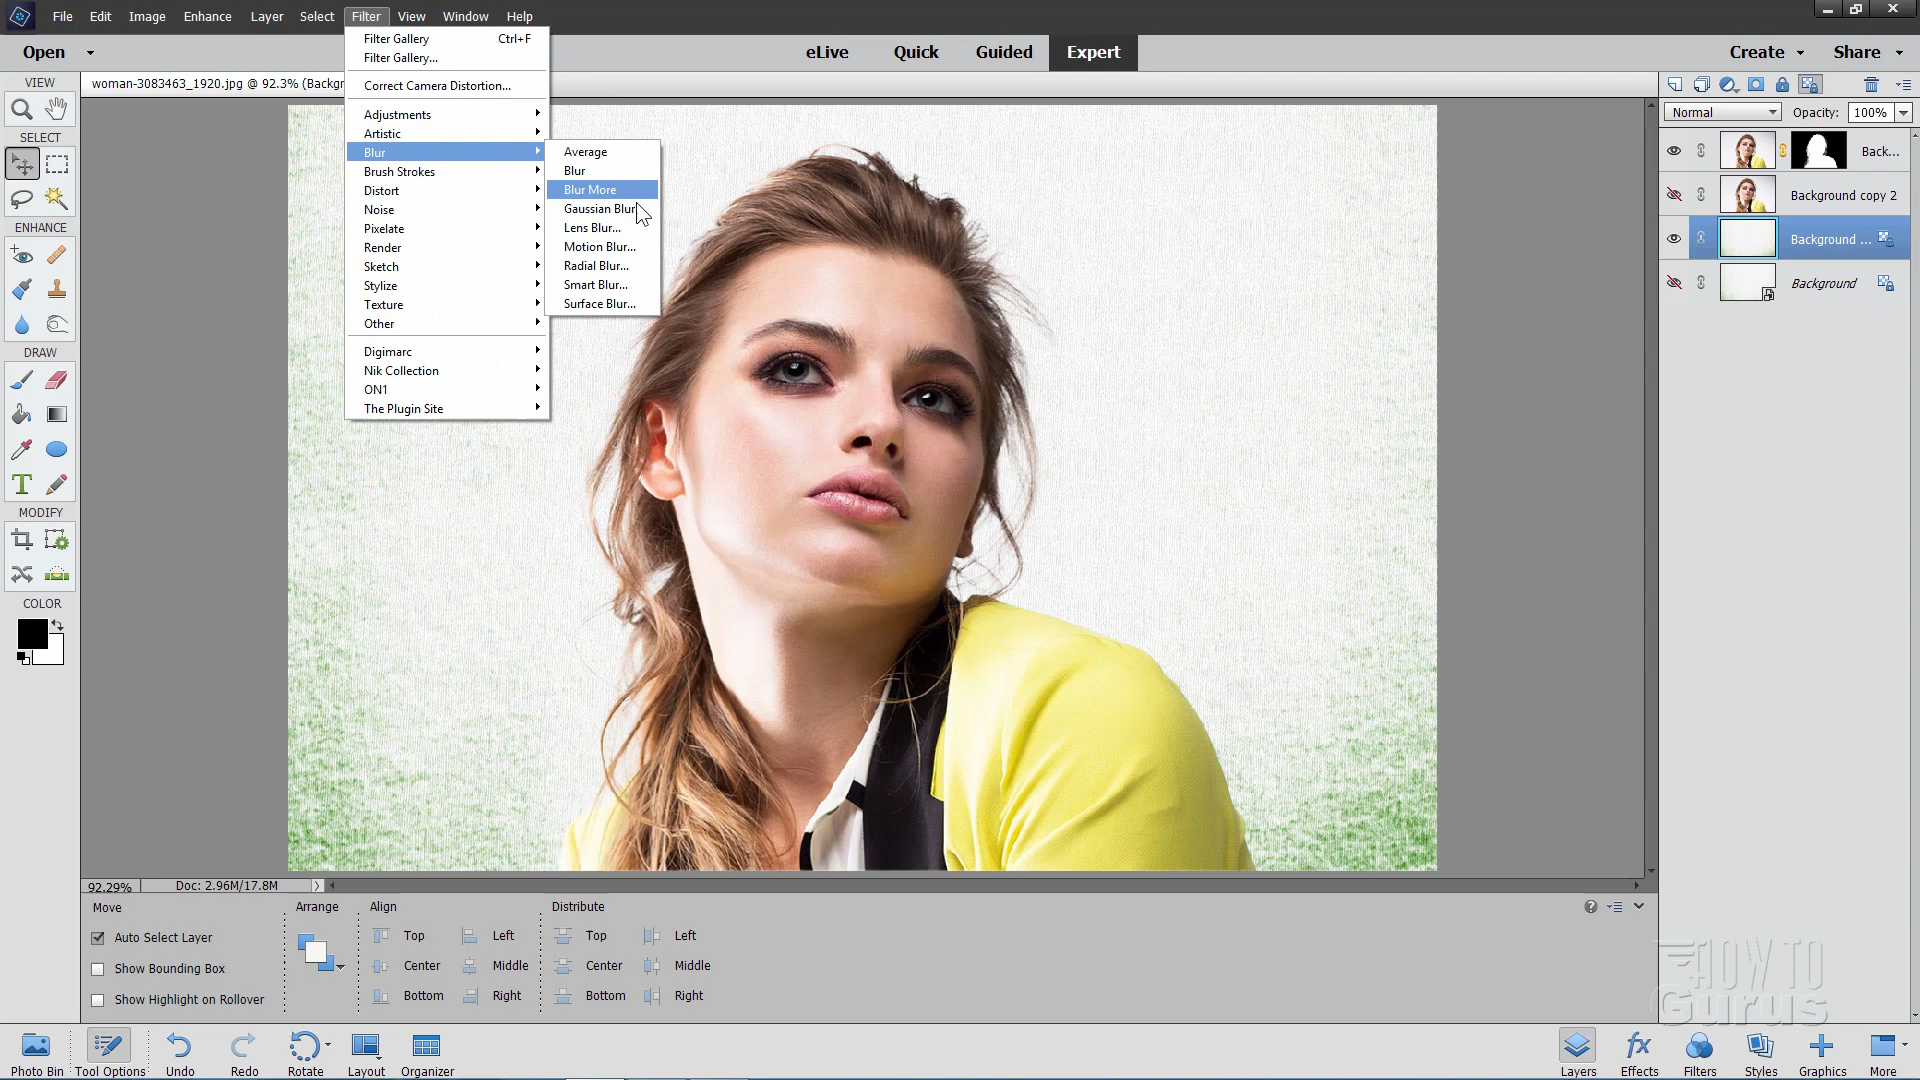 File Edit Image Enhance Layer Select Filter View Window Help
Open
eLive Quick Guided Expert
Create Share
Filter Gallery Ctrl+F
Filter Gallery...
Correct Camera Distortion...
Adjustments
Artistic
Blur
Brush Strokes
Distort
Noise
Pixelate
Render
Sketch
Stylize
Texture
Other
Digimarc
Nik Collection
ON1
The Plugin Site
Average
Blur
Blur More
Gaussian Blur
Lens Blur...
Motion Blur...
Radial Blur...
Smart Blur...
Surface Blur...
VIEW
woman-3083463_1920.jpg @ 92.3% (Backgr
SELECT
ENHANCE
DRAW
T
MODIFY
COLOR
Normal Opacity: 100%
Back...
Background copy 2
Background ...
Background
92.29% Doc: 2.96M/17.8M
Move
Auto Select Layer
Show Bounding Box
Show Highlight on Rollover
Arrange
Align
Top Left
Center Middle
Bottom Right
Distribute
Top Left
Center Middle
Bottom Right
HOW TO
Gurus
Photo Bin Tool Options Undo Redo Rotate Layout Organizer
fx
Layers Effects Filters Styles Graphics More